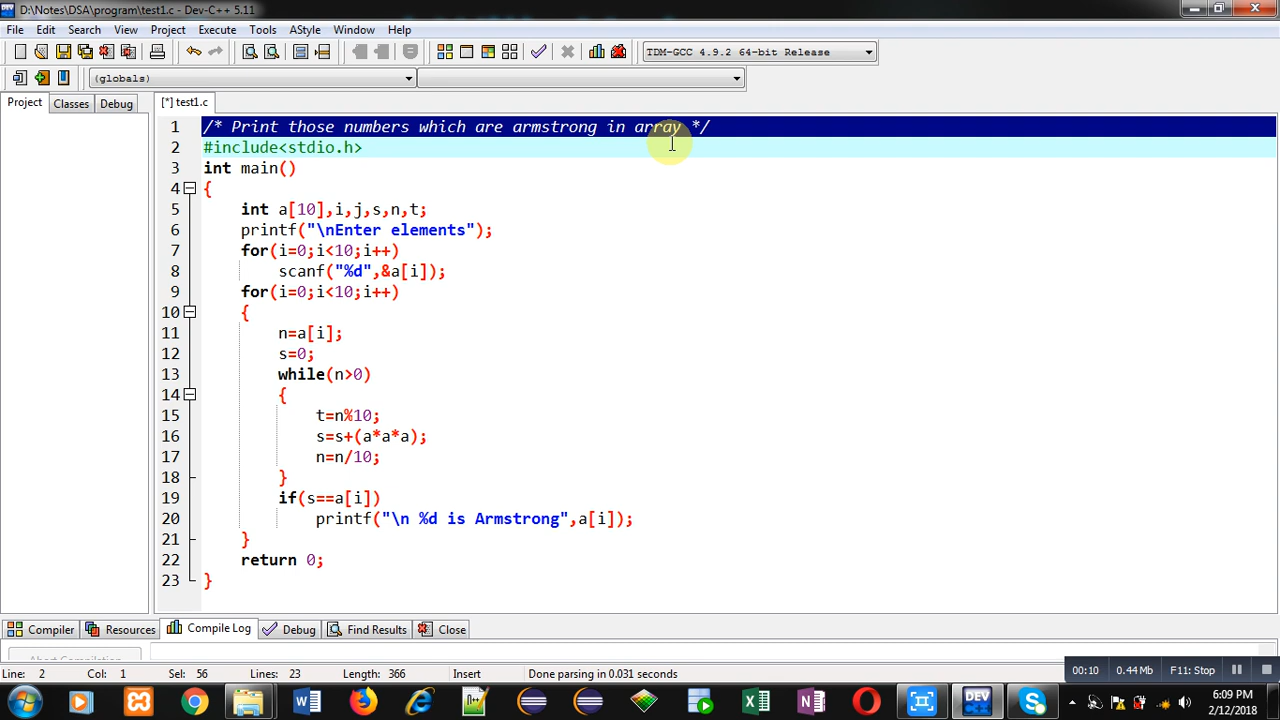 D:\Notes\DSA\program\test1.c - Dev-C++ 5.11
File Edit Search View Project Execute Tools AStyle Window Help
TDM-GCC 4.9.2 64-bit Release
(globals)
Project Classes Debug [*] test1.c
1 /* Print those numbers which are armstrong in array */
2 #include<stdio.h>
3 int main()
4 {
5 int a[10],i,j,s,n,t;
6 printf("\nEnter elements");
7 for(i=0;i<10;i++)
8 scanf("%d",&a[i]);
9 for(i=0;i<10;i++)
10 {
11 n=a[i];
12 s=0;
13 while(n>0)
14 {
15 t=n%10;
16 s=s+(a*a*a);
17 n=n/10;
18 }
19 if(s==a[i])
20 printf("\n %d is Armstrong",a[i]);
21 }
22 return 0;
23 }
Compiler Resources Compile Log Debug Find Results Close
Abort Compilation
Line: 2 Col: 1 Sel: 56 Lines: 23 Length: 366 Insert Done parsing in 0.031 seconds
00:10 0.44 Mb F11: Stop
DEV
6:09 PM
2/12/2018